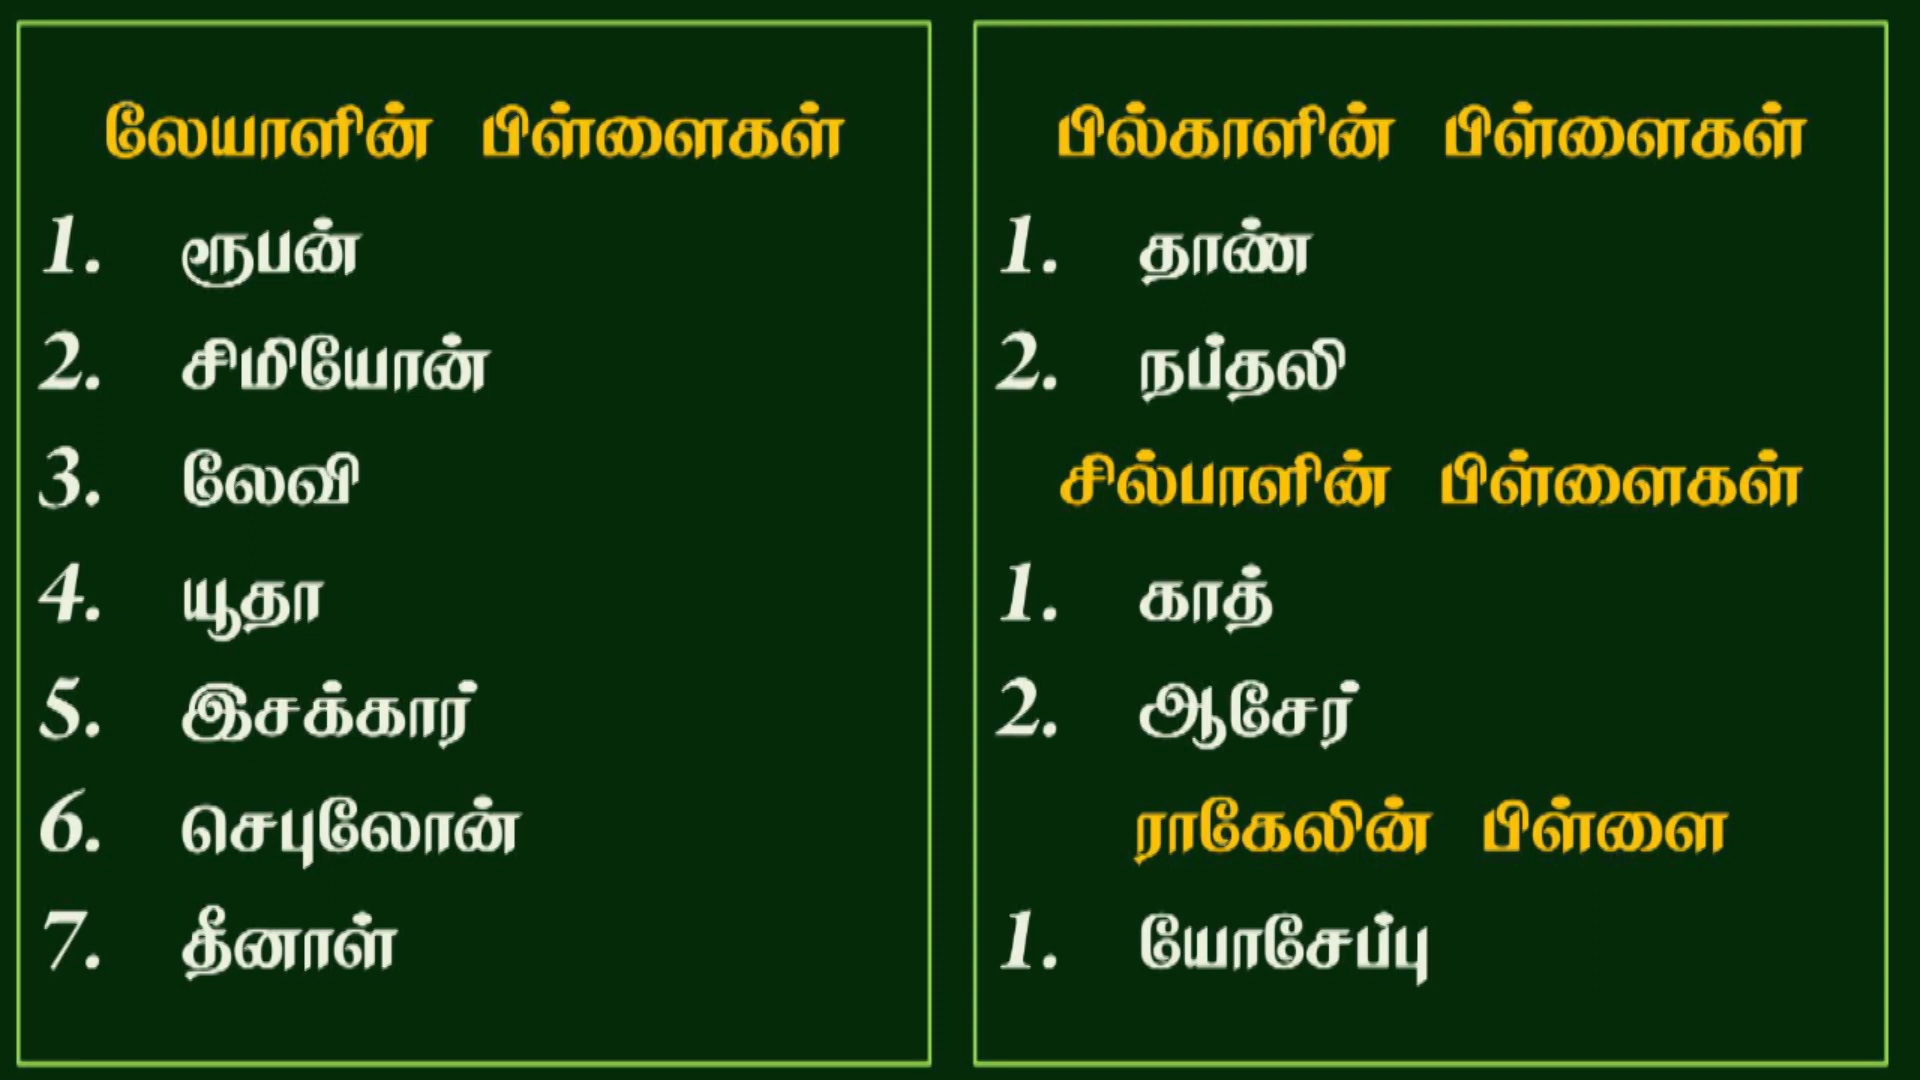 லேயாளின் பிள்ளைகள்
1. ரூபன்
2. சிமியோன்
3. லேவி
4. யூதா
5. இசக்கார்
6. செபுலோன்
7. தீனாள்
பில்காளின் பிள்ளைகள்
1. தாண்
2. நப்தலி
சில்பாளின் பிள்ளைகள்
1. காத்
2. ஆசேர்
ராகேலின் பிள்ளை
1. யோசேப்பு